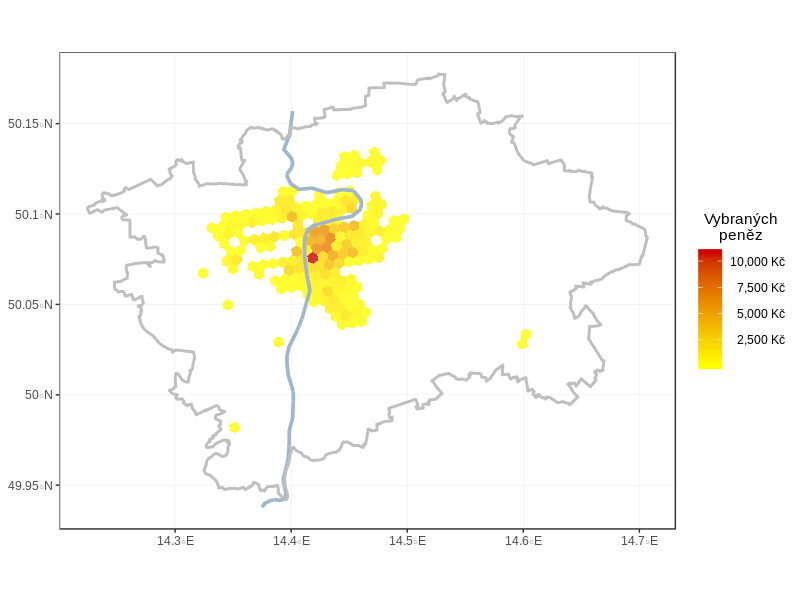 50.15°N
50.1°N
50.05°N
50°N
49.95°N
14.3°E
14.4°E
14.5°E
14.6°E
14.7°E
Vybraných
peněz
10,000 Kč
7,500 Kč
5,000 Kč
2,500 Kč